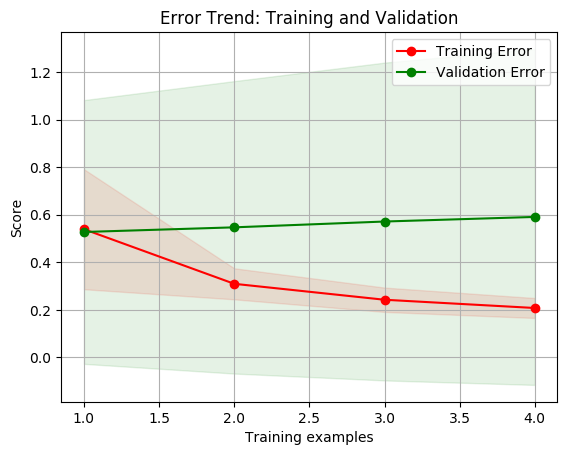 Error Trend: Training and Validation
Training Error
Validation Error
1.2
1.0
0.8
0.6
0.4
0.2
0.0
Score
1.0 1.5 2.0 2.5 3.0 3.5 4.0
Training examples